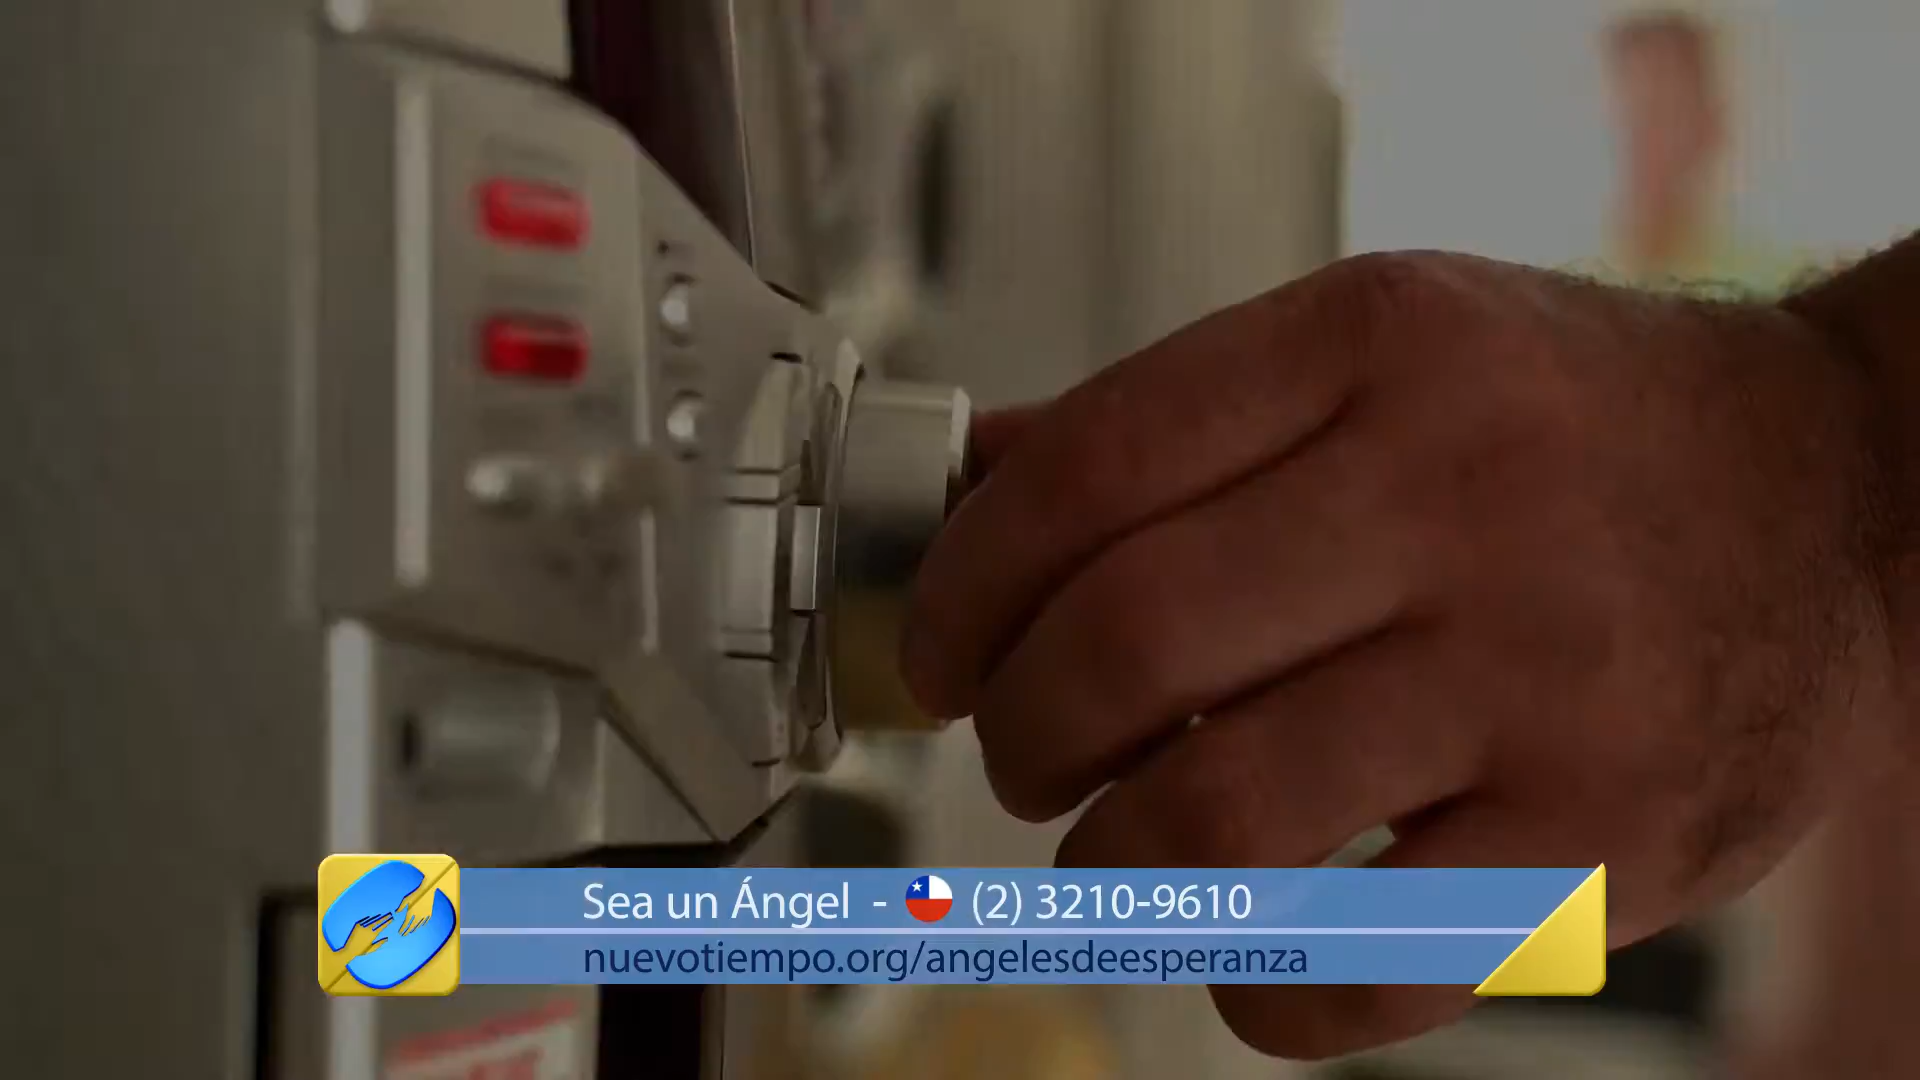 Sea un Ángel - (2) 3210-9610
nuevotiempo.org/angelesdeesperanza